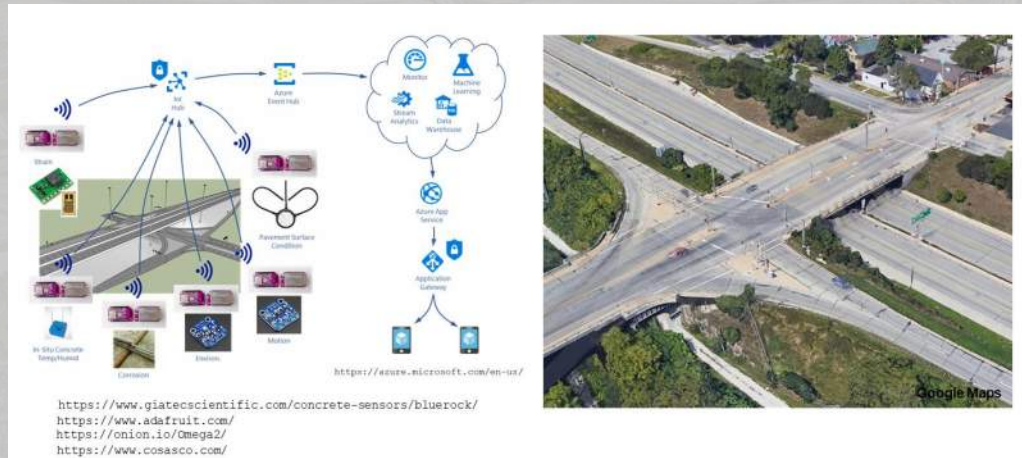 Monitor
Machine
Learning
Iot
Hub
Azure
Event Hub
Stream
Analytics
Data
Warehouse
Strain
Azure App
Service
Pavement Surface
Condition
Application
Gateway
In-Situ Concrete
Temp/Humid
Corrosion
Environ.
Motion
https://azure.microsoft.com/en-us/
Google Maps
https://www.giatecscientific.com/concrete-sensors/bluerock/
https://www.adafruit.com/
https://onion.io/Omega2/
https://www.cosasco.com/